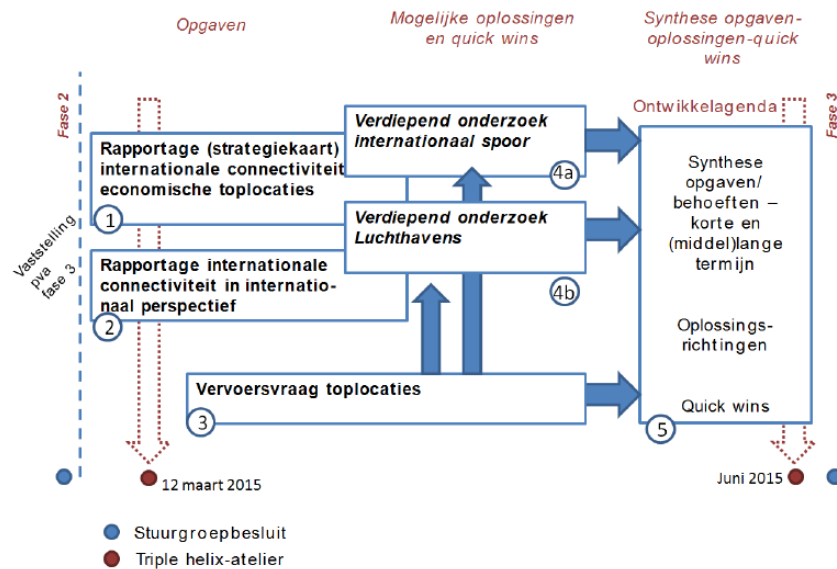 Opgaven
Mogelijke oplossingen
en quick wins
Synthese opgaven-
oplossingen-quick
wins
Fase 2
Fase 3
Ontwikkelagenda
Vaststelling
pva
fase 3
Rapportage (strategiekaart)
internationale connectiviteit
economische toplocaties
1
Verdiepend onderzoek
internationaal spoor
4a
Rapportage internationale
connectiviteit in internatio-
naal perspectief
2
Verdiepend onderzoek
Luchthavens
4b
Vervoersvraag toplocaties
3
Synthese
opgaven/
behoeften –
korte en
(middel)lange
termijn
Oplossings-
richtingen
Quick wins
5
12 maart 2015
Juni 2015
Stuurgroepbesluit
Triple helix-atelier